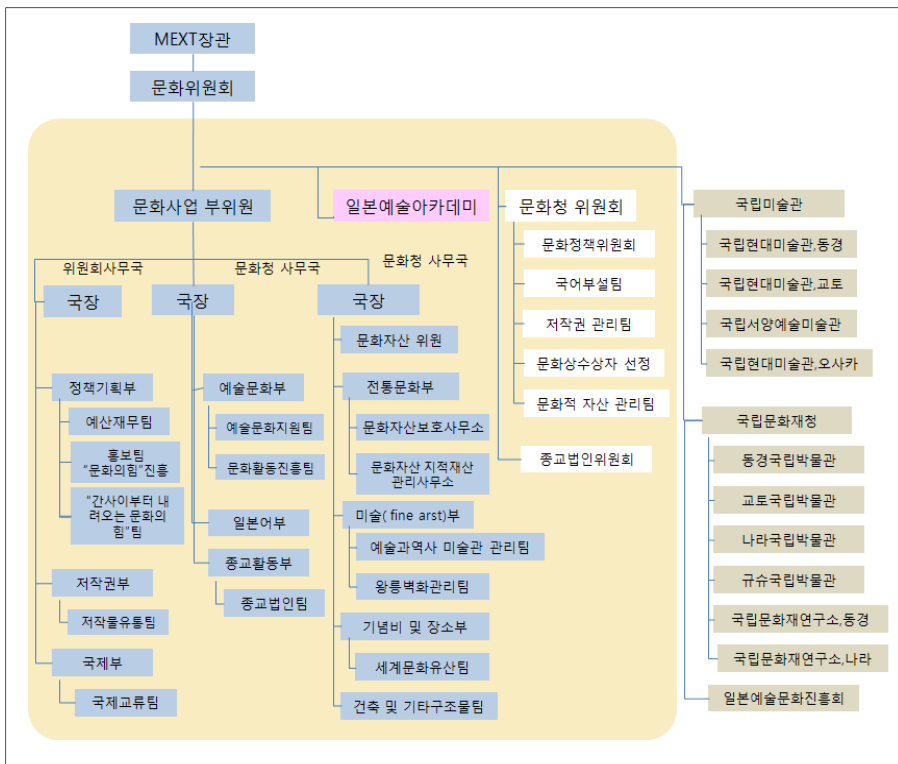 MEXT장관
문화위원회
문화사업 부위원
일본예술아카데미
문화청 위원회
문화정책위원회
국어부설팀
저작권 관리팀
문화상수상자 선정
문화적 자산 관리팀
종교법인위원회
위원회사무국
국장
정책기획부
예산재무팀
홍보팀
"문화의힘"진흥
"간사이부터 내
려오는 문화의
힘"팀
저작권부
저작물유통팀
국제부
국제교류팀
문화청 사무국
국장
예술문화부
예술문화지원팀
문화활동진흥팀
일본어부
종교활동부
종교법인팀
문화청 사무국
국장
문화자산 위원
전통문화부
문화자산보호사무소
문화자산 지적재산
관리사무소
미술( fine arst)부
예술과역사 미술관 관리팀
왕릉벽화관리팀
기념비 및 장소부
세계문화유산팀
건축 및 기타구조물팀
국립미술관
국립현대미술관,동경
국립현대미술관,교토
국립서양예술미술관
국립현대미술관,오사카
국립문화재청
동경국립박물관
교토국립박물관
나라국립박물관
규슈국립박물관
국립문화재연구소,동경
국립문화재연구소,나라
일본예술문화진흥회